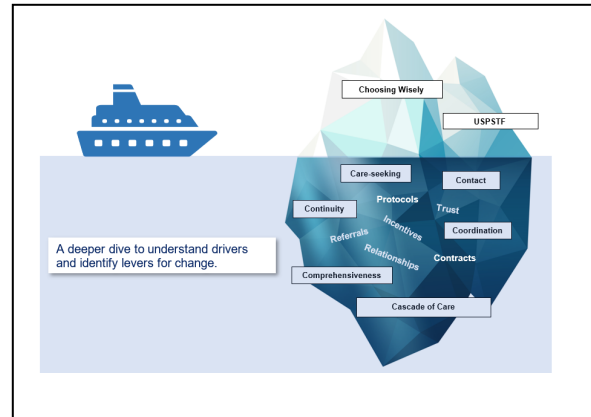 Choosing Wisely
USPSTF
Care-seeking
Contact
Protocols
Continuity
Trust
Incentives
Referrals
Coordination
Relationships
Contracts
A deeper dive to understand drivers
and identify levers for change.
Comprehensiveness
Cascade of Care